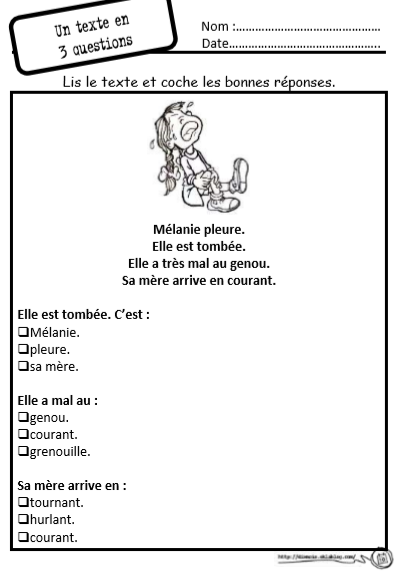 Un texte en
3 questions
Nom :…………………………………………
Date…………………………………………..
Lis le texte et coche les bonnes réponses.
Mélanie pleure.
Elle est tombée.
Elle a très mal au genou.
Sa mère arrive en courant.
Elle est tombée. C’est :
❑Mélanie.
❑pleure.
❑sa mère.
Elle a mal au :
❑genou.
❑courant.
❑grenouille.
Sa mère arrive en :
❑tournant.
❑hurlant.
❑courant.